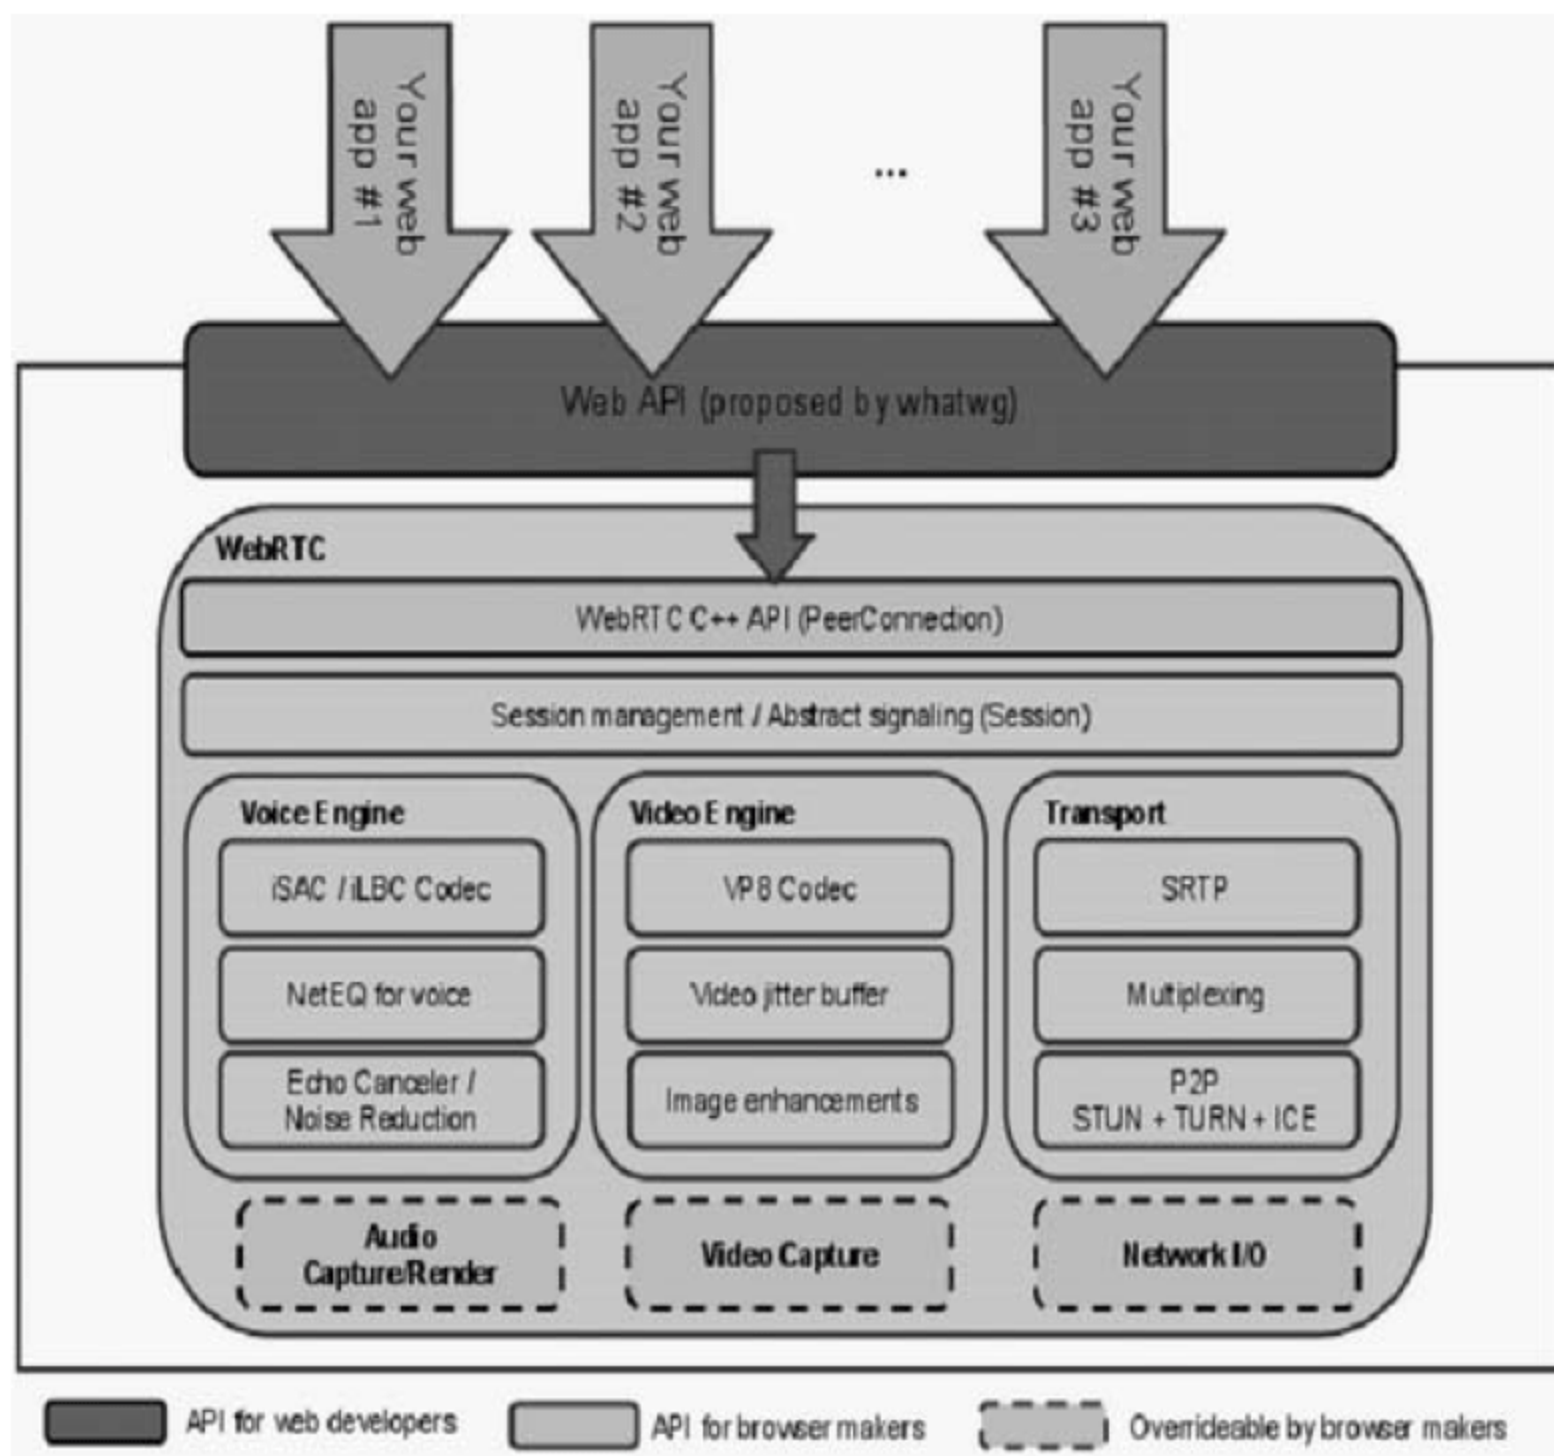 Your web
app #1
Your web
app #2
...
Your web
app #3
Web API (proposed by whatwg)
WebRTC
WebRTC C++ API (PeerConnection)
Session management / Abstract signaling (Session)
Voice Engine
iSAC / iLBC Codec
NetEQ for voice
Echo Canceler /
Noise Reduction
Video Engine
VP8 Codec
Video jitter buffer
Image enhancements
Transport
SRTP
Multiplexing
P2P
STUN + TURN + ICE
Audio
Capture/Render
Video Capture
Network I/O
API for web developers
API for browser makers
Overrideable by browser makers